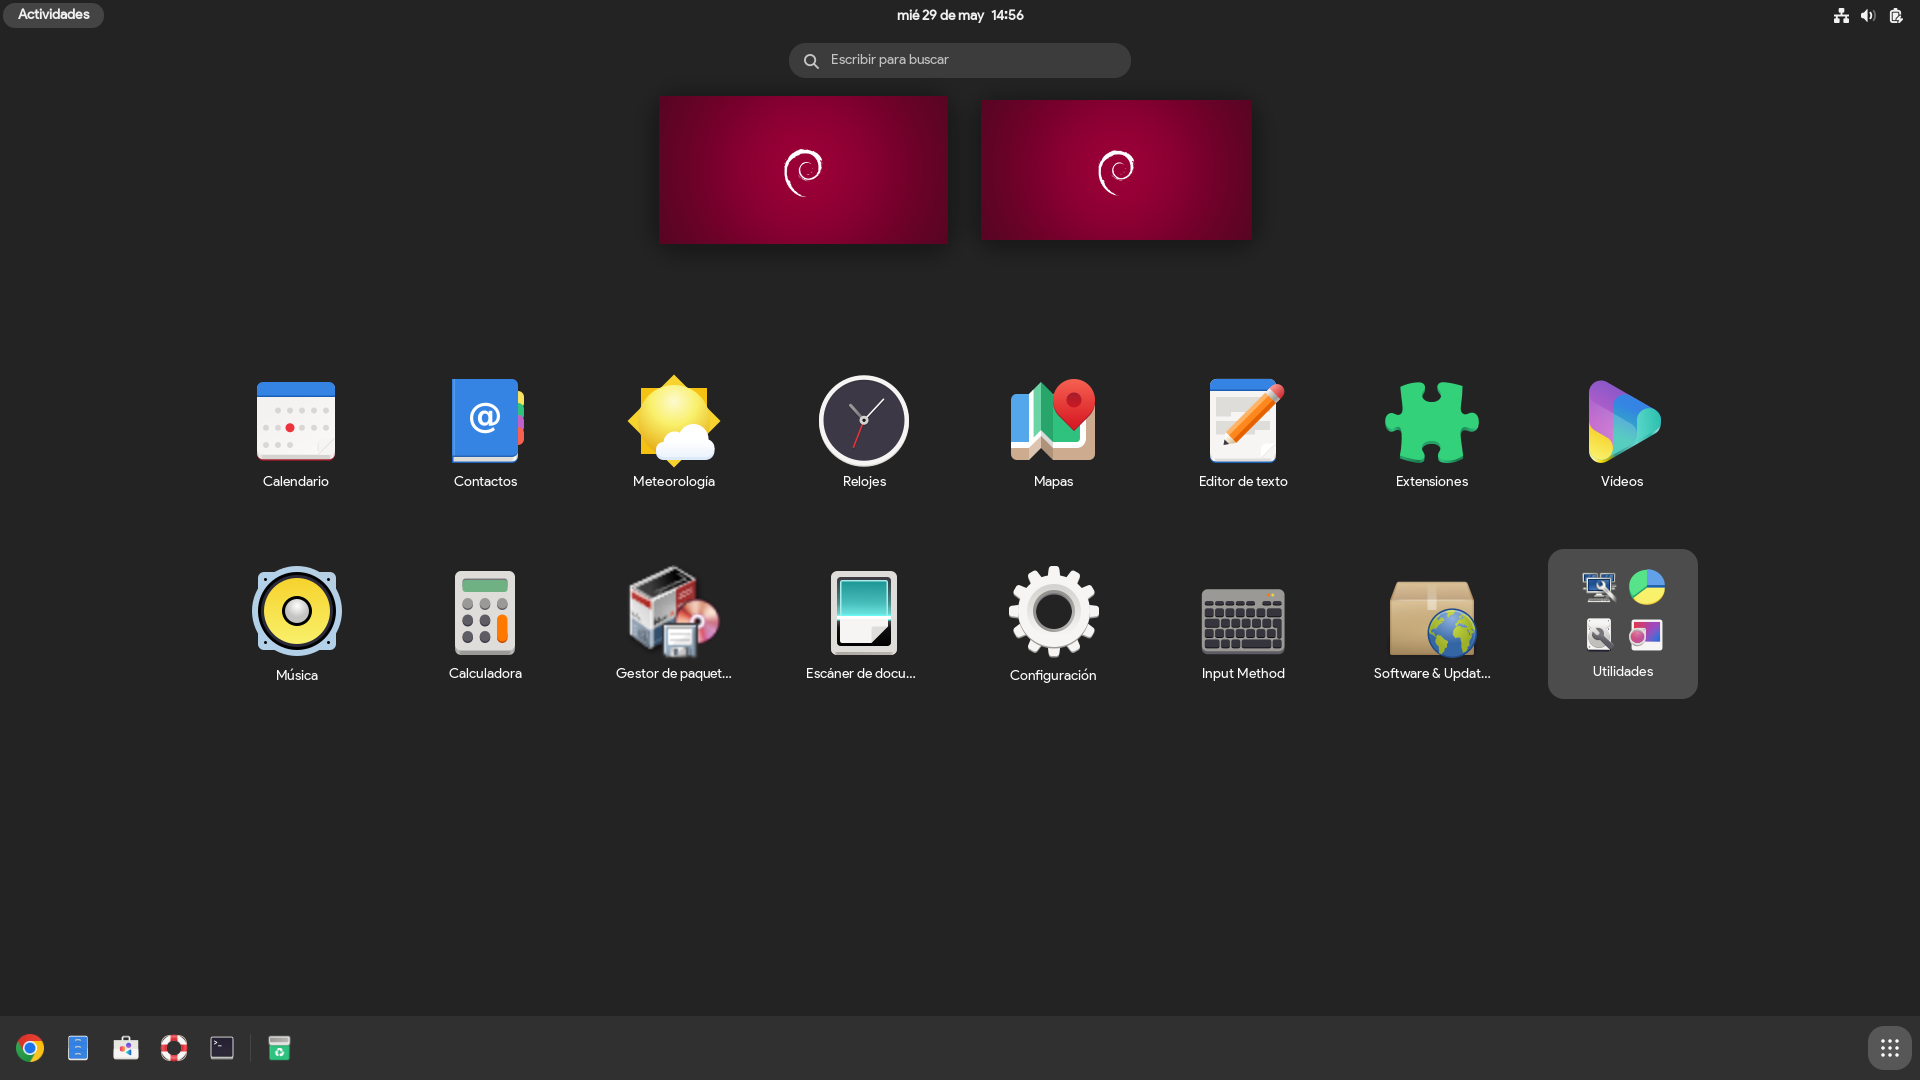 Actividades
mié 29 de may 14:56
Escribir para buscar
Calendario
Contactos
Meteorología
Relojes
Mapas
Editor de texto
Extensiones
Vídeos
Música
Calculadora
Gestor de paquet...
Escáner de docu...
Configuración
Input Method
Software & Updat...
Utilidades